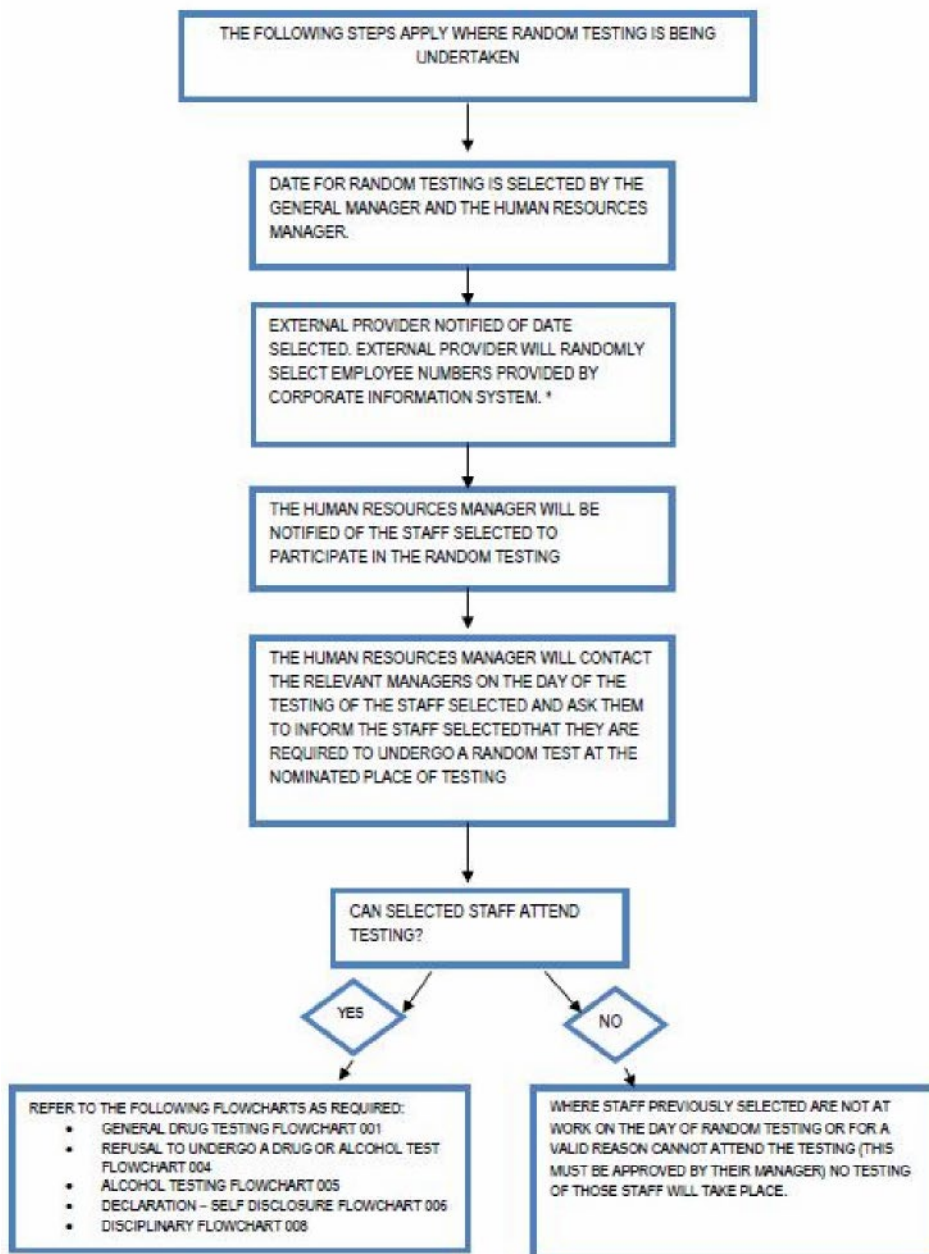 THE FOLLOWING STEPS APPLY WHERE RANDOM TESTING IS BEING
UNDERTAKEN
DATE FOR RANDOM TESTING IS SELECTED BY THE
GENERAL MANAGER AND THE HUMAN RESOURCES
MANAGER.
EXTERNAL PROVIDER NOTIFIED OF DATE
SELECTED. EXTERNAL PROVIDER WILL RANDOMLY
SELECT EMPLOYEE NUMBERS PROVIDED BY
CORPORATE INFORMATION SYSTEM. *
THE HUMAN RESOURCES MANAGER WILL BE
NOTIFIED OF THE STAFF SELECTED TO
PARTICIPATE IN THE RANDOM TESTING
THE HUMAN RESOURCES MANAGER WILL CONTACT
THE RELEVANT MANAGERS ON THE DAY OF THE
TESTING OF THE STAFF SELECTED AND ASK THEM
TO INFORM THE STAFF SELECTEDTHAT THEY ARE
REQUIRED TO UNDERGO A RANDOM TEST AT THE
NOMINATED PLACE OF TESTING
CAN SELECTED STAFF ATTEND
TESTING?
YES
NO
REFER TO THE FOLLOWING FLOWCHARTS AS REQUIRED:
• GENERAL DRUG TESTING FLOWCHART 001
• REFUSAL TO UNDERGO A DRUG OR ALCOHOL TEST
FLOWCHART 004
• ALCOHOL TESTING FLOWCHART 005
• DECLARATION – SELF DISCLOSURE FLOWCHART 006
• DISCIPLINARY FLOWCHART 008
WHERE STAFF PREVIOUSLY SELECTED ARE NOT AT
WORK ON THE DAY OF RANDOM TESTING OR FOR A
VALID REASON CANNOT ATTEND THE TESTING (THIS
MUST BE APPROVED BY THEIR MANAGER) NO TESTING
OF THOSE STAFF WILL TAKE PLACE.